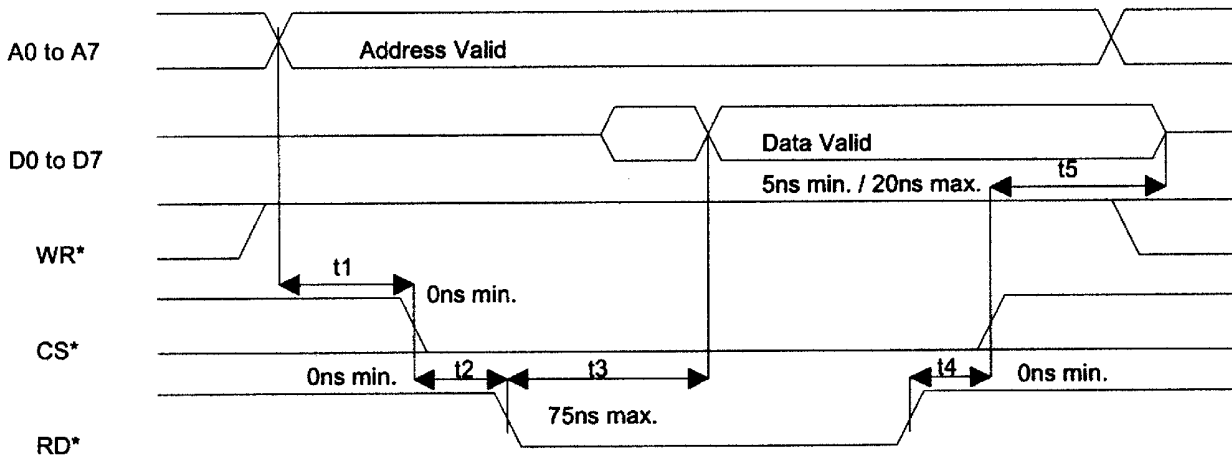 A0 to A7
Address Valid
D0 to D7
Data Valid
5ns min. / 20ns max.
t5
WR*
t1
0ns min.
CS*
0ns min.
t2
t3
t4
0ns min.
75ns max.
RD*